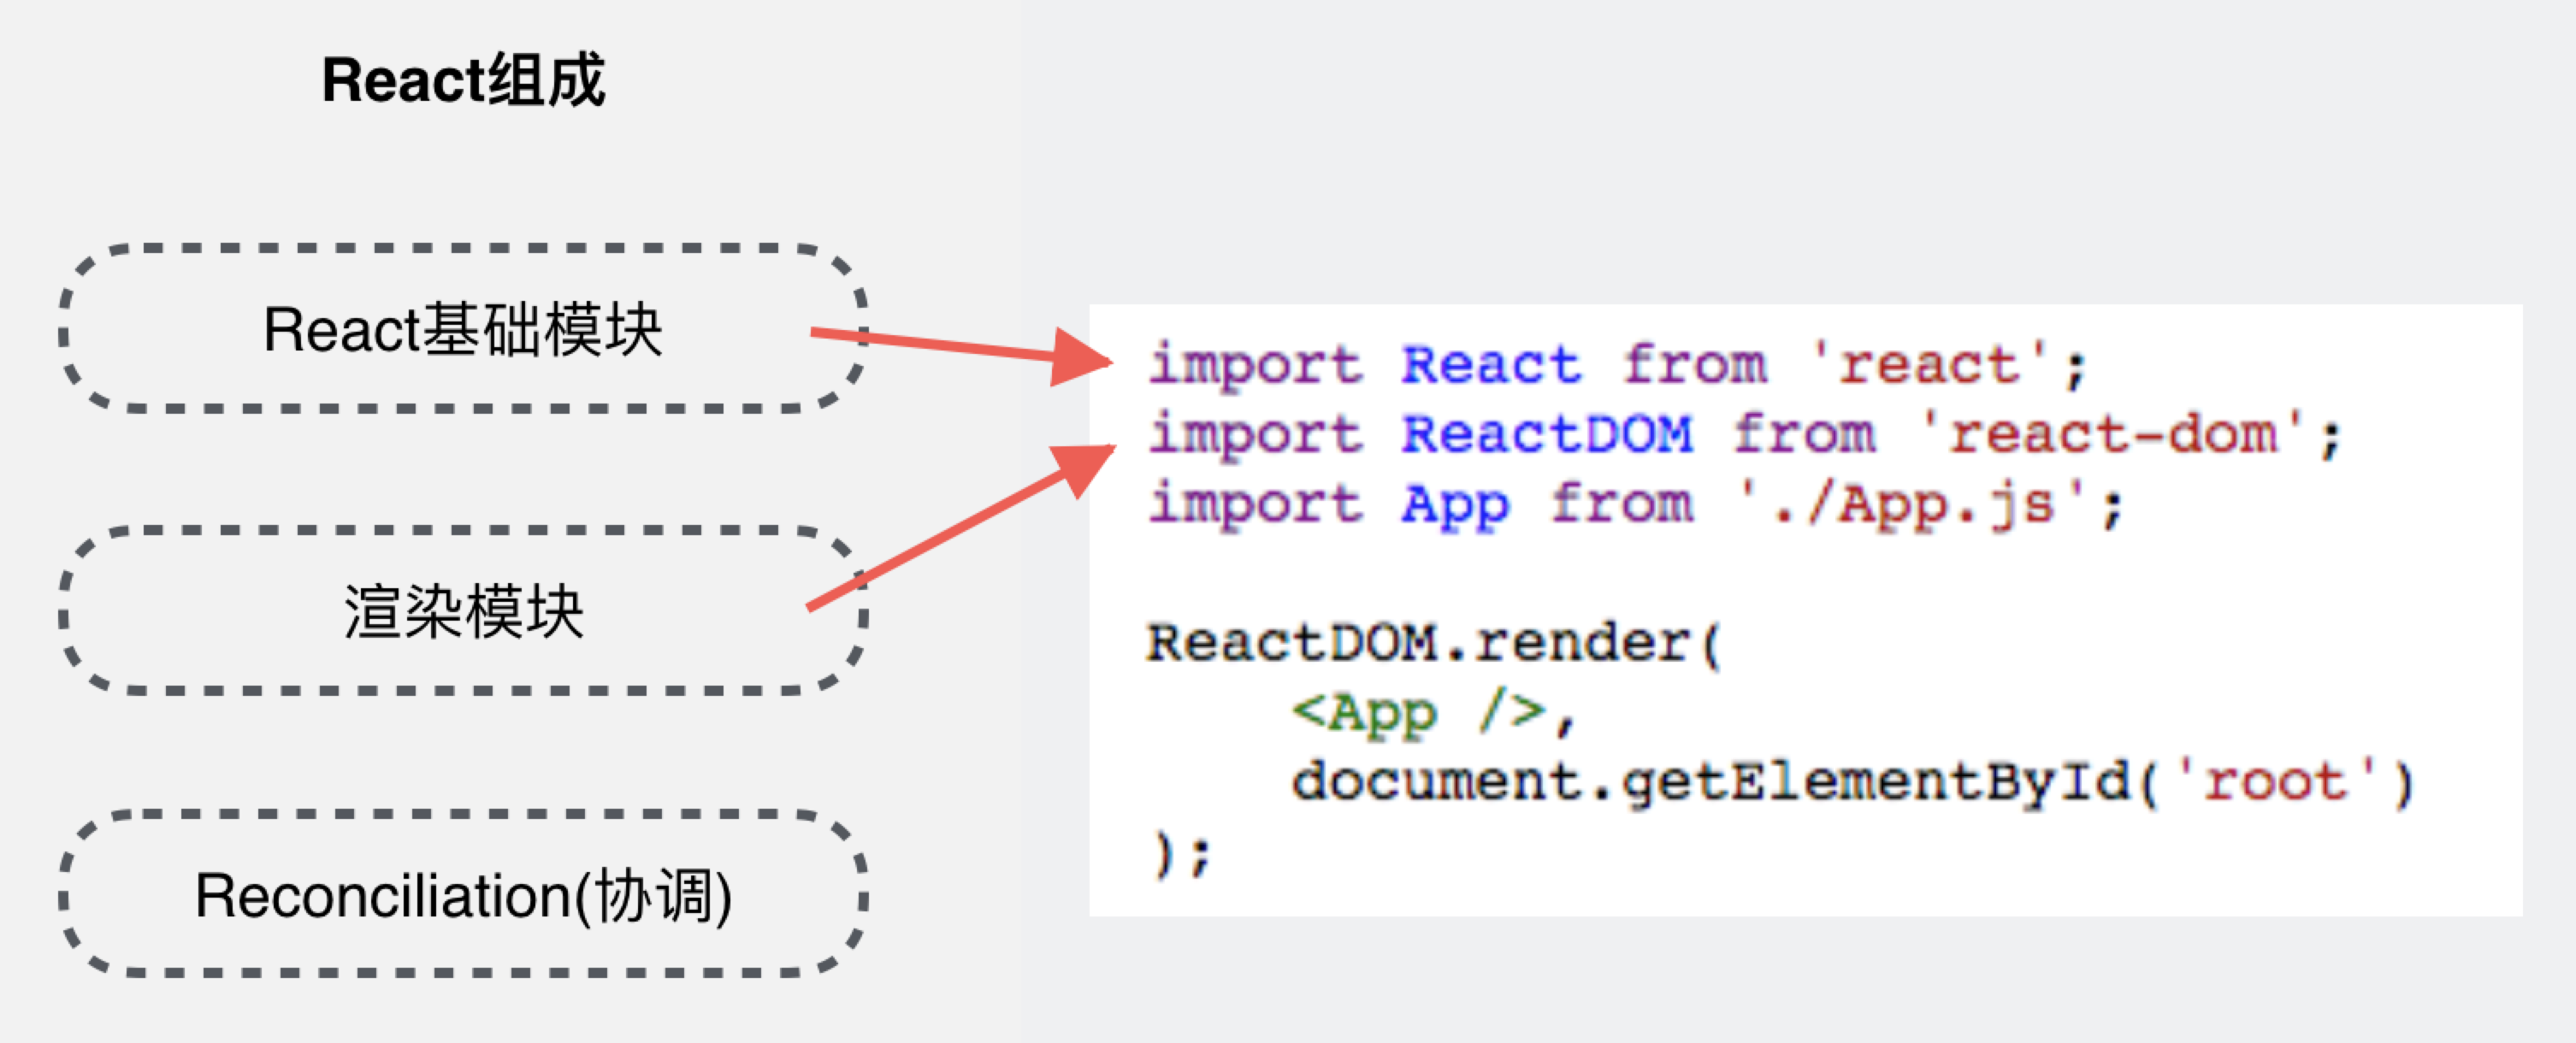 React组成
React基础模块
渲染模块
Reconciliation(协调)
import React from 'react';
import ReactDOM from 'react-dom';
import App from './App.js';
ReactDOM.render(
    <App />,
    document.getElementById('root')
);